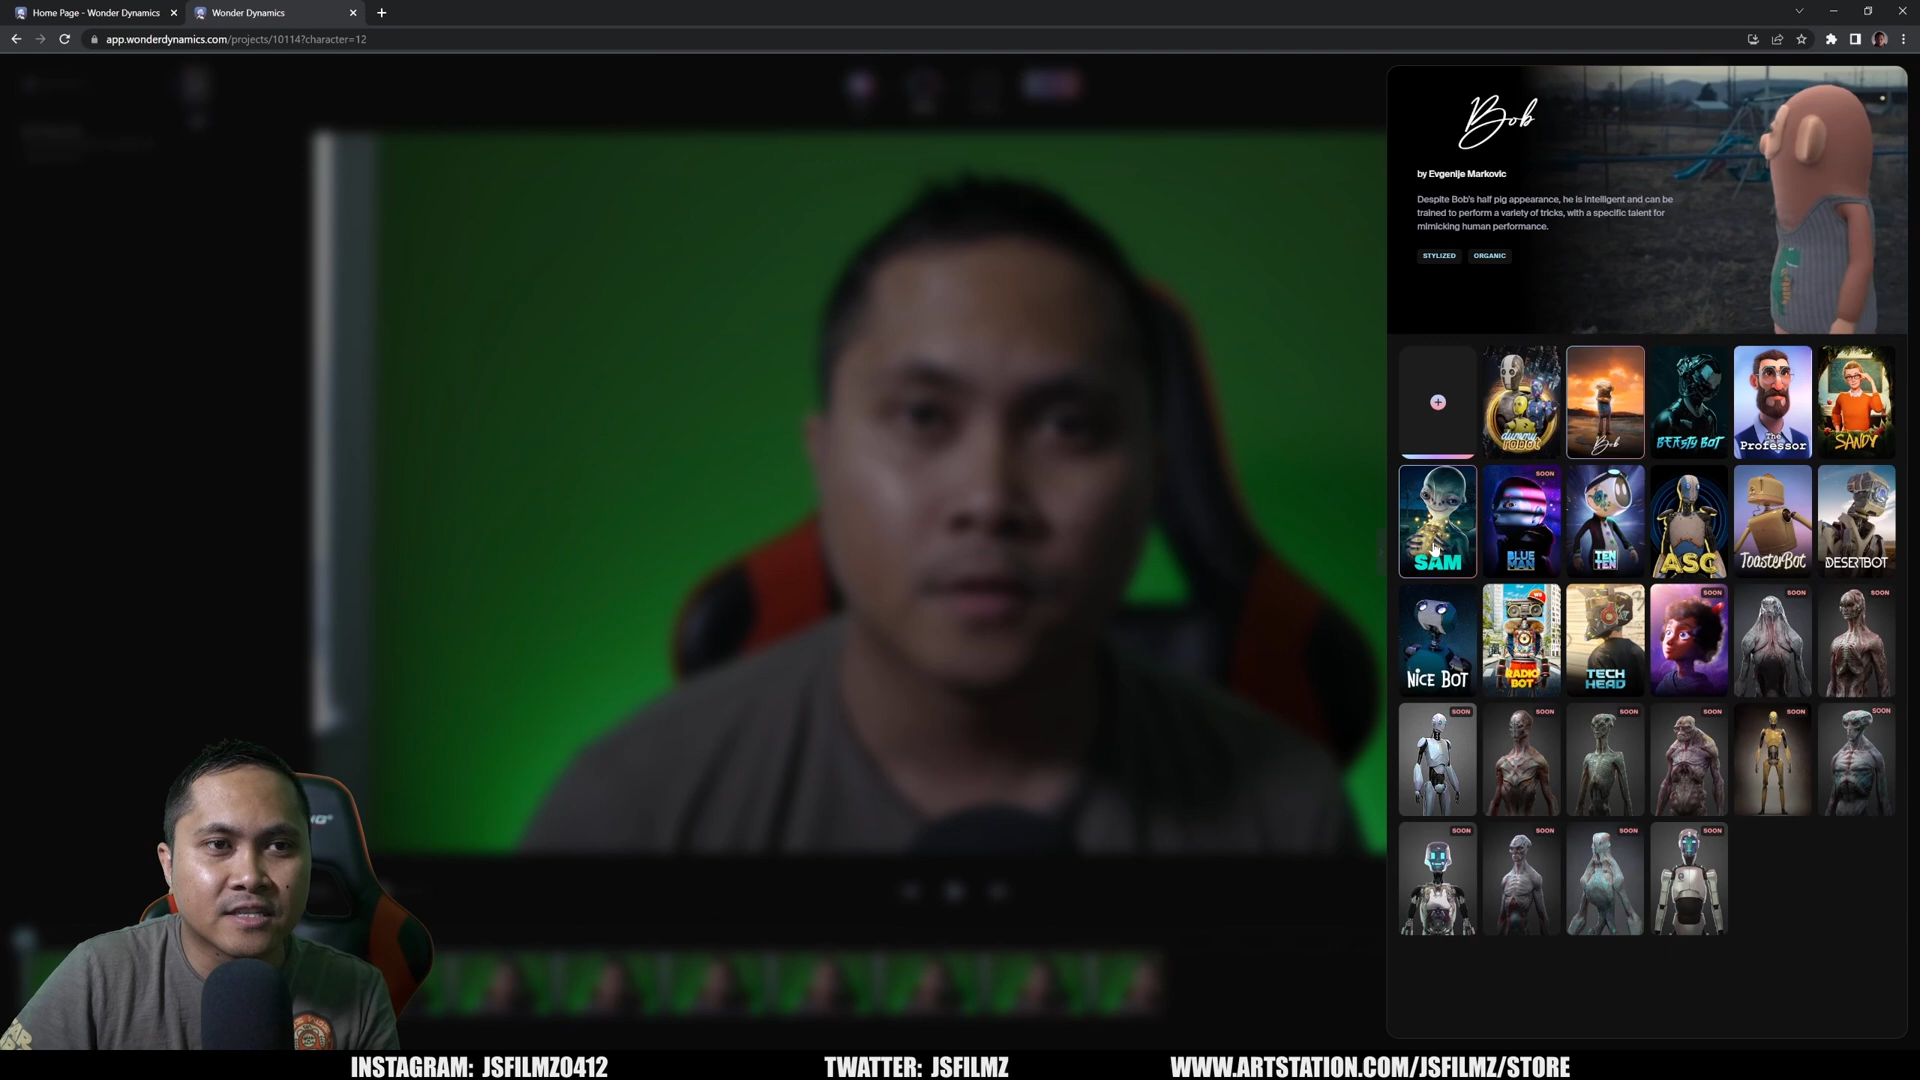 Home Page - Wonder Dynamics
Wonder Dynamics
app.wonderdynamics.com/projects/10114?character=12
Bob
by Evgenije Markovic
Despite Bob's half pig appearance, he is intelligent and can be
trained to perform a variety of tricks, with a specific talent for
mimicking human performance.
STYLIZED
ORGANIC
dummy robot
Bob
BEASTY BOT
The Professor
SANDY
SAM
SOON
BLUE MAN
TEN TEN
ASC
ToasterBot
DESERTBOT
NICE BOT
RADIO BOT
TECH HEAD
SOON
SOON
SOON
SOON
SOON
SOON
SOON
SOON
SOON
SOON
SOON
SOON
SOON
INSTAGRAM: JSFILMZ0412
TWATTER: JSFILMZ
WWW.ARTSTATION.COM/JSFILMZ/STORE